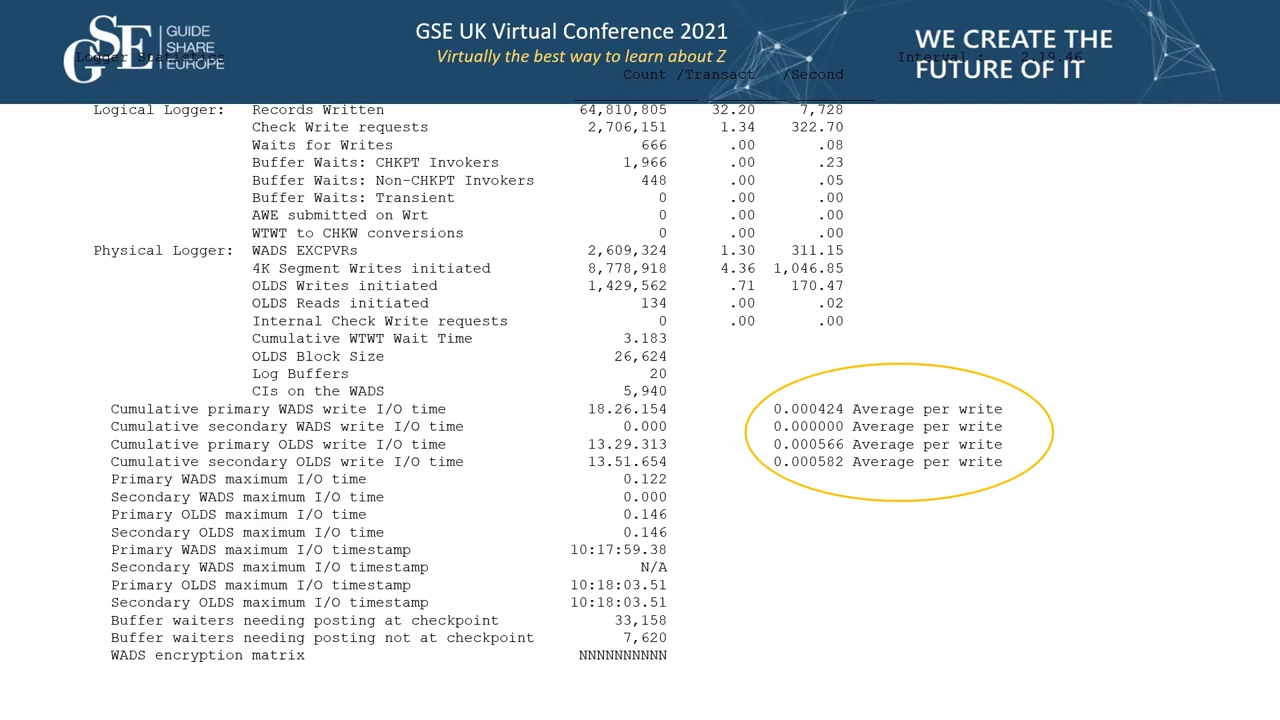 GSE GUIDE SHARE EUROPE
GSE UK Virtual Conference 2021
Virtually the best way to learn about Z
WE CREATE THE
FUTURE OF IT
Logger Statistics Interval : 2.19.46
Count /Transact /Second
Logical Logger: Records Written 64,810,805 32.20 7,728
Check Write requests 2,706,151 1.34 322.70
Waits for Writes 666 .00 .08
Buffer Waits: CHKPT Invokers 1,966 .00 .23
Buffer Waits: Non-CHKPT Invokers 448 .00 .05
Buffer Waits: Transient 0 .00 .00
AWE submitted on Wrt 0 .00 .00
WTWT to CHKW conversions 0 .00 .00
Physical Logger: WADS EXCPVRs 2,609,324 1.30 311.15
4K Segment Writes initiated 8,778,918 4.36 1,046.85
OLDS Writes initiated 1,429,562 .71 170.47
OLDS Reads initiated 134 .00 .02
Internal Check Write requests 0 .00 .00
Cumulative WTWT Wait Time 3.183
OLDS Block Size 26,624
Log Buffers 20
CIs on the WADS 5,940
Cumulative primary WADS write I/O time 18.26.154 0.000424 Average per write
Cumulative secondary WADS write I/O time 0.000 0.000000 Average per write
Cumulative primary OLDS write I/O time 13.29.313 0.000566 Average per write
Cumulative secondary OLDS write I/O time 13.51.654 0.000582 Average per write
Primary WADS maximum I/O time 0.122
Secondary WADS maximum I/O time 0.000
Primary OLDS maximum I/O time 0.146
Secondary OLDS maximum I/O time 0.146
Primary WADS maximum I/O timestamp 10:17:59.38
Secondary WADS maximum I/O timestamp N/A
Primary OLDS maximum I/O timestamp 10:18:03.51
Secondary OLDS maximum I/O timestamp 10:18:03.51
Buffer waiters needing posting at checkpoint 33,158
Buffer waiters needing posting not at checkpoint 7,620
WADS encryption matrix NNNNNNNNNN